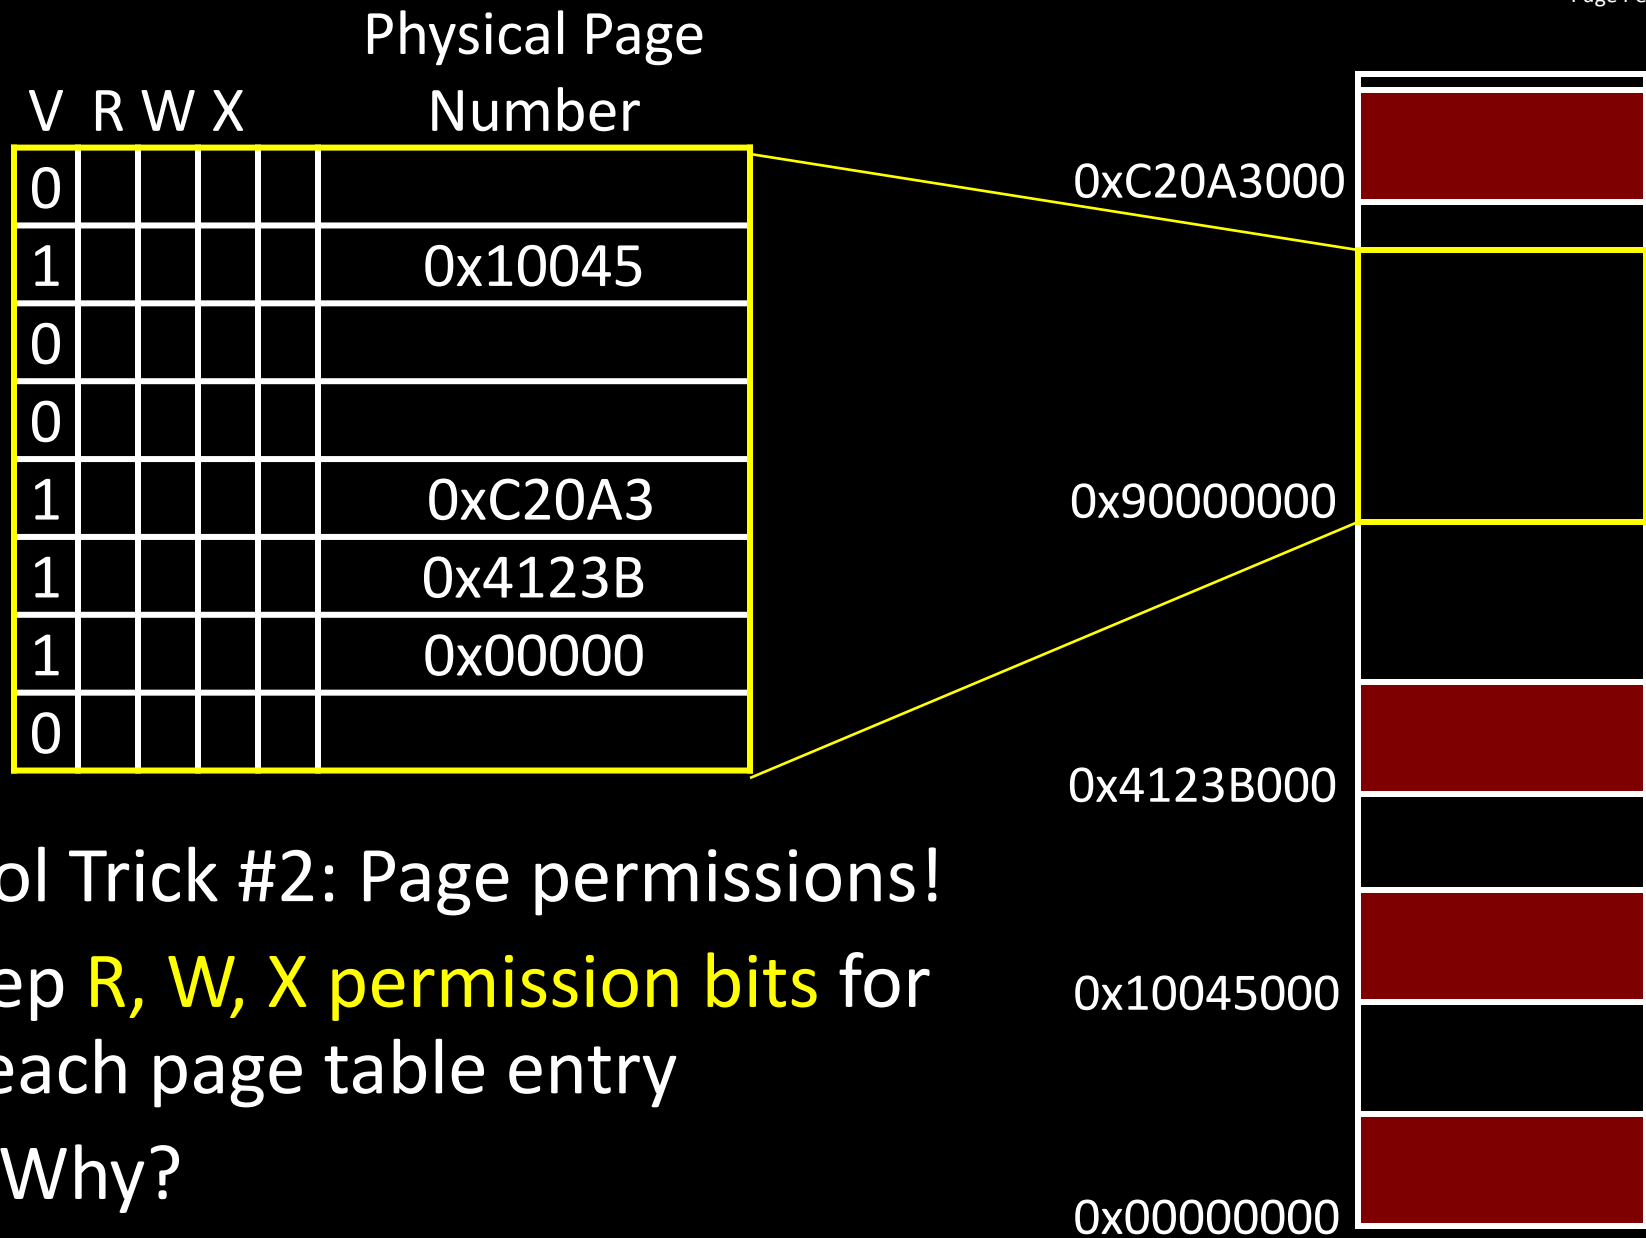 Physical Page
V R W X Number
0
1 0x10045
0
0
1 0xC20A3
1 0x4123B
1 0x00000
0
0xC20A3000
0x90000000
0x4123B000
0x10045000
0x00000000
ol Trick #2: Page permissions!
ep R, W, X permission bits for
each page table entry
Why?